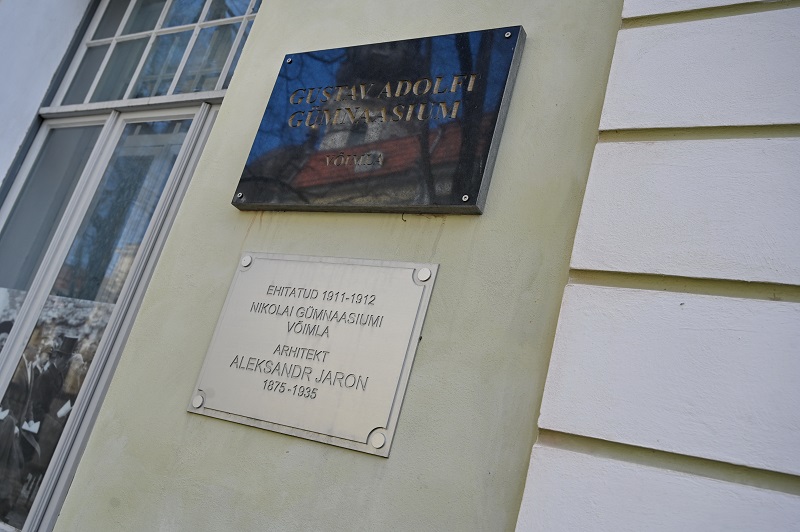 GUSTAV ADOLFI
GÜMNAASIUM
VÕIMLA
EHITATUD 1911-1912
NIKOLAI GÜMNAASIUMI
VÕIMLA
ARHITEKT
ALEKSANDR JARON
1875-1935